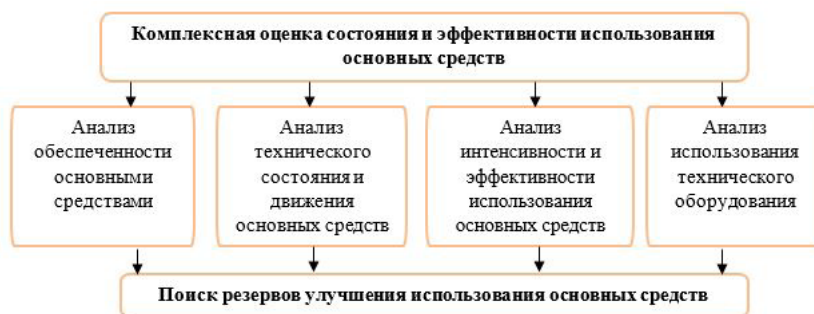 Комплексная оценка состояния и эффективности использования
основных средств
Анализ
обеспеченности
основными
средствами
Анализ
технического
состояния и
движения
основных средств
Анализ
интенсивности и
эффективности
использования
основных средств
Анализ
использования
технического
оборудования
Поиск резервов улучшения использования основных средств